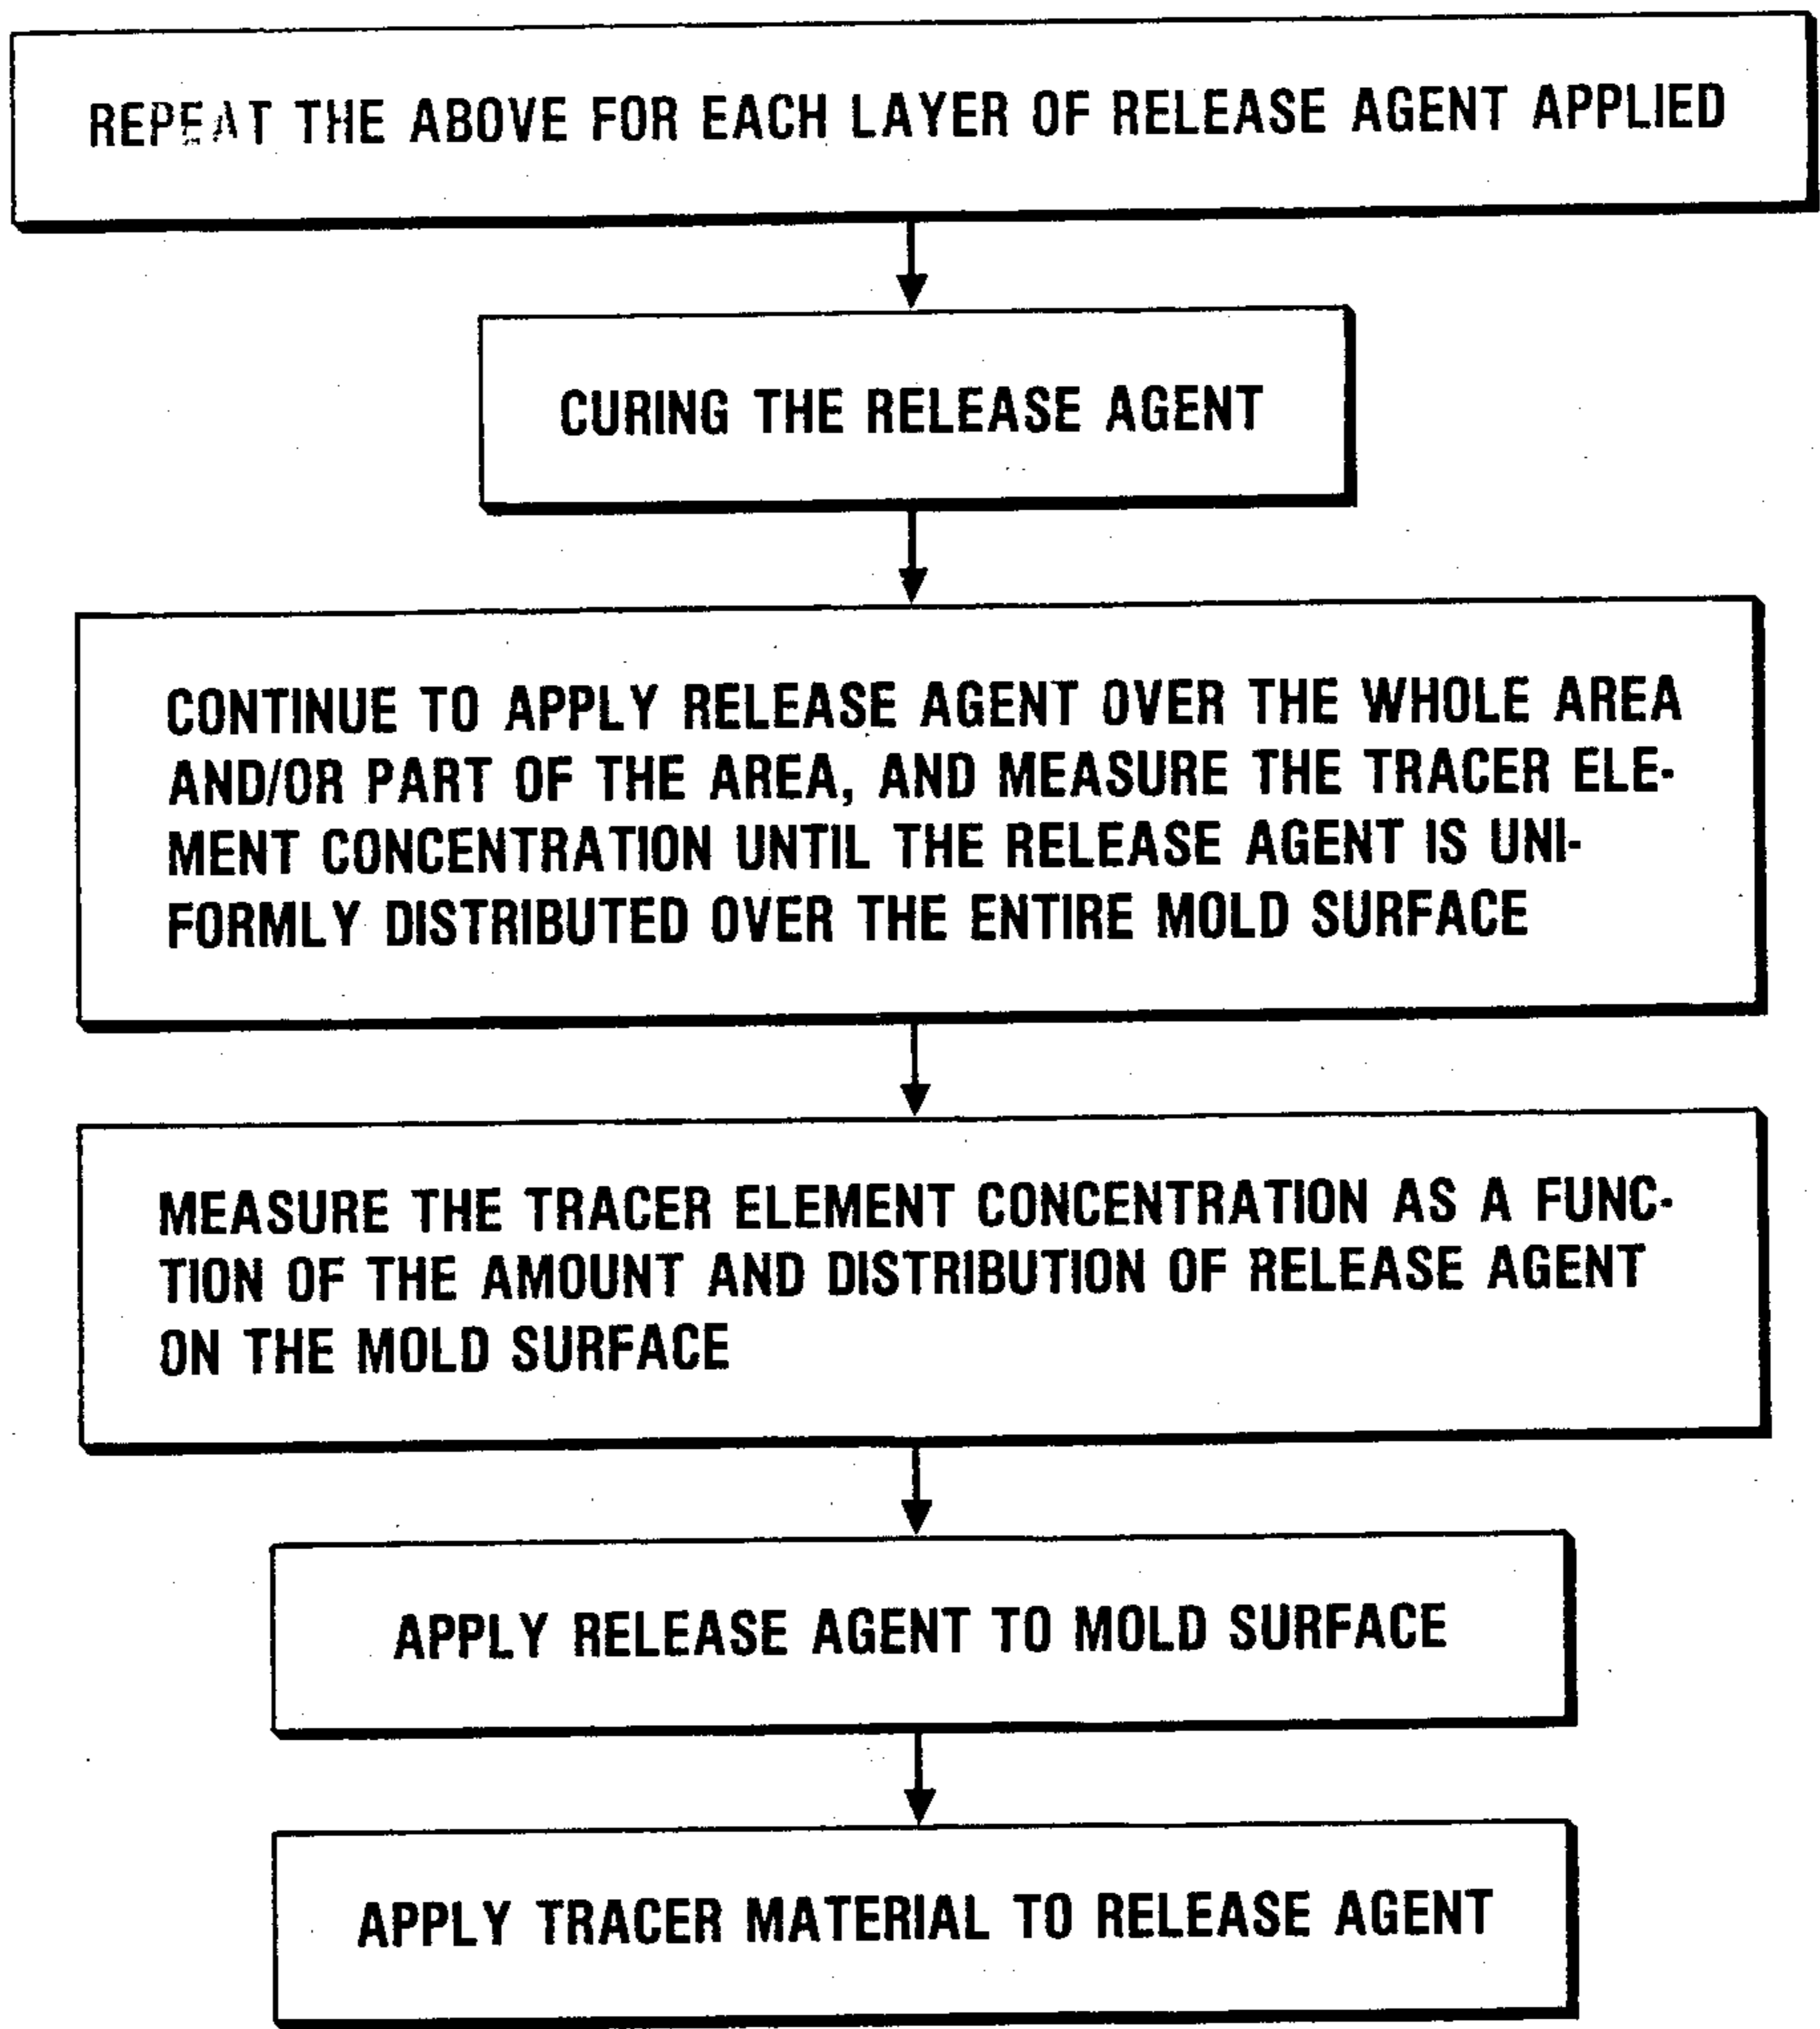 REPEAT THE ABOVE FOR EACH LAYER OF RELEASE AGENT APPLIED
CURING THE RELEASE AGENT
CONTINUE TO APPLY RELEASE AGENT OVER THE WHOLE AREA
AND/OR PART OF THE AREA, AND MEASURE THE TRACER ELE-
MENT CONCENTRATION UNTIL THE RELEASE AGENT IS UNI-
FORMLY DISTRIBUTED OVER THE ENTIRE MOLD SURFACE
MEASURE THE TRACER ELEMENT CONCENTRATION AS A FUNC-
TION OF THE AMOUNT AND DISTRIBUTION OF RELEASE AGENT
ON THE MOLD SURFACE
APPLY RELEASE AGENT TO MOLD SURFACE
APPLY TRACER MATERIAL TO RELEASE AGENT